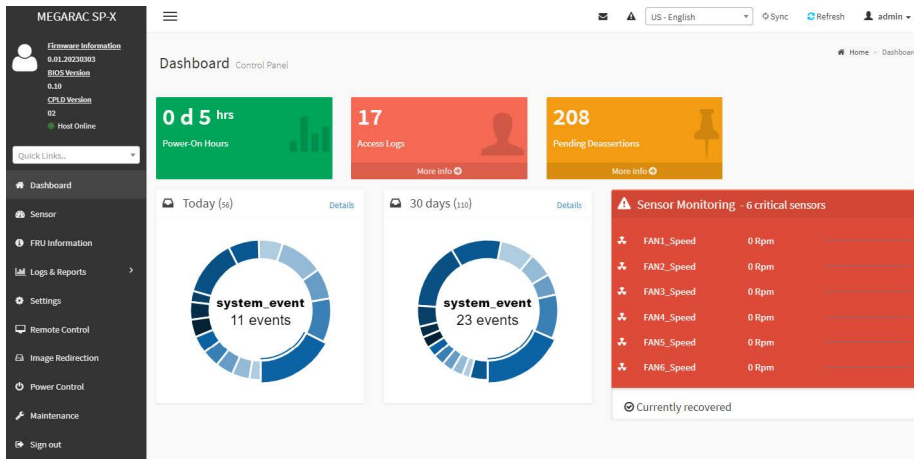 MEGARAC SP-X
Firmware Information
0.01.20230303
BIOS Version
0.10
CPLD Version
02
Host Online
Quick Links..
Dashboard
Sensor
FRU Information
Logs & Reports
Settings
Remote Control
Image Redirection
Power Control
Maintenance
Sign out
US - English
Sync
Refresh
admin
Dashboard Control Panel
Home - Dashboar
0 d 5 hrs
Power-On Hours
17
Access Logs
More info
208
Pending Deassertions
More info
Today (56) Details
system_event
11 events
30 days (110) Details
system_event
23 events
Sensor Monitoring - 6 critical sensors
FAN1_Speed 0 Rpm
FAN2_Speed 0 Rpm
FAN3_Speed 0 Rpm
FAN4_Speed 0 Rpm
FAN5_Speed 0 Rpm
FAN6_Speed 0 Rpm
Currently recovered